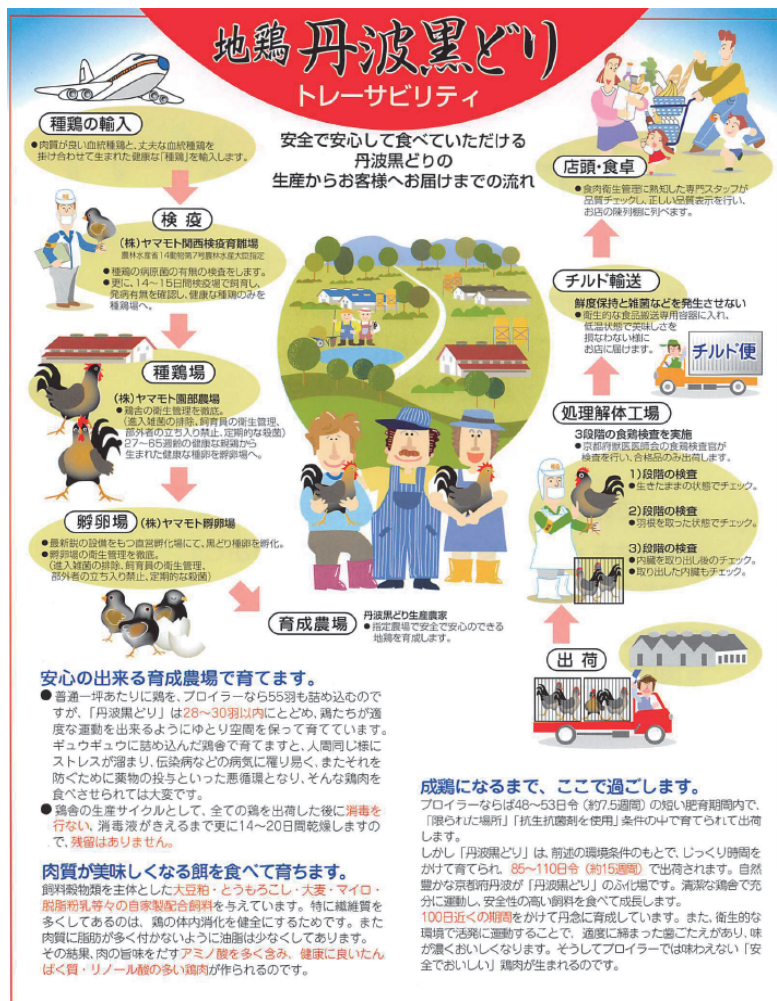 地鶏 丹波黒どり
トレーサビリティ
安全で安心して食べていただける
丹波黒どりの
生産からお客様へお届けまでの流れ
種鶏の輸入
●肉質が良い血統種鶏と、丈夫な血統種鶏を
掛け合わせて生まれた健康な「種鶏」を輸入します。
検 疫
(株)ヤマモト関西検疫育雛場
農林水産省14動物第7号農林水産大臣指定
●種鶏の病原菌の有無の検査をします。
●更に、14〜15日間検疫場で飼育し、
発病有無を確認し、健康な種鶏のみを
種鶏場へ。
種鶏場
(株)ヤマモト園部農場
●鶏舎の衛生管理を徹底。
(進入雑菌の排除、飼育員の衛生管理、
部外者の立ち入り禁止、定期的な殺菌)
27〜65週齢の健康な親鶏から
生まれた健康な種卵を孵卵場へ。
孵卵場 (株)ヤマモト孵卵場
●最新鋭の設備をもつ直営孵化場にて、黒どり種卵を孵化。
●孵卵場の衛生管理を徹底。
(進入雑菌の排除、飼育員の衛生管理、
部外者の立ち入り禁止、定期的な殺菌)
育成農場
丹波黒どり生産農家
●指定農場で安全で安心のできる
地鶏を育成します。
出 荷
処理解体工場
3段階の食鶏検査を実施
●京都府獣医医師会の食鶏検査官が
検査を行い、合格品のみ出荷します。
1)段階の検査
●生きたままの状態でチェック。
2)段階の検査
●羽根を取った状態でチェック。
3)段階の検査
●内臓を取り出し後のチェック。
●取り出した内臓もチェック。
チルド輸送
鮮度保持と雑菌などを発生させない
●衛生的な食品搬送専用容器に入れ、
低温状態で美味しさを
損なわない様に
お店に届けます。
チルド便
店頭・食卓
●食肉衛生管理に熟知した専門スタッフが
品質チェックし、正しい品質表示を行い、
お店の陳列棚に列べます。
安心の出来る育成農場で育てます。
●普通一坪あたりに鶏を、ブロイラーなら55羽も詰め込むので
すが、「丹波黒どり」は28〜30羽以内にとどめ、鶏たちが適
度な運動を出来るようにゆとり空間を保って育てています。
ギュウギュウに詰め込んだ鶏舎で育てますと、人間同じ様に
ストレスが溜まり、伝染病などの病気に罹り易く、またそれを
防ぐために薬物の投与といった悪循環となり、そんな鶏肉を
食べさせられては大変です。
●鶏舎の生産サイクルとして、全ての鶏を出荷した後に消毒を
行ない、消毒液がきえるまで更に14〜20日間乾燥しますの
で、残留はありません。
肉質が美味しくなる餌を食べて育ちます。
飼料穀物類を主体とした大豆粕・とうもろこし・大麦・マイロ・
脱脂粉乳等々の自家製配合飼料を与えています。特に繊維質を
多くしてあるのは、鶏の体内消化を健全にするためです。また
肉質に脂肪が多く付かないように油脂は少なくしてあります。
その結果、肉の旨味をだすアミノ酸を多く含み、健康に良いたん
ぱく質・リノール酸の多い鶏肉が作られるのです。
成鶏になるまで、ここで過ごします。
ブロイラーならば48〜53日令(約7.5週間)の短い肥育期間内で、
「限られた場所」「抗生抗菌剤を使用」条件の中で育てられて出荷
します。
しかし「丹波黒どり」は、前述の環境条件のもとで、じっくり時間を
かけて育てられ、85〜110日令(約15週間)で出荷されます。自然
豊かな京都府丹波が「丹波黒どり」のふ化場です。清潔な鶏舎で充
分に運動し、安全性の高い飼料を食べて成長します。
100日近くの期間をかけて丹念に育成しています。また、衛生的な
環境で活発に運動することで、適度に締まった歯ごたえがあり、味
が濃くおいしくなります。そうしてブロイラーでは味わえない「安
全でおいしい」鶏肉が生まれるのです。